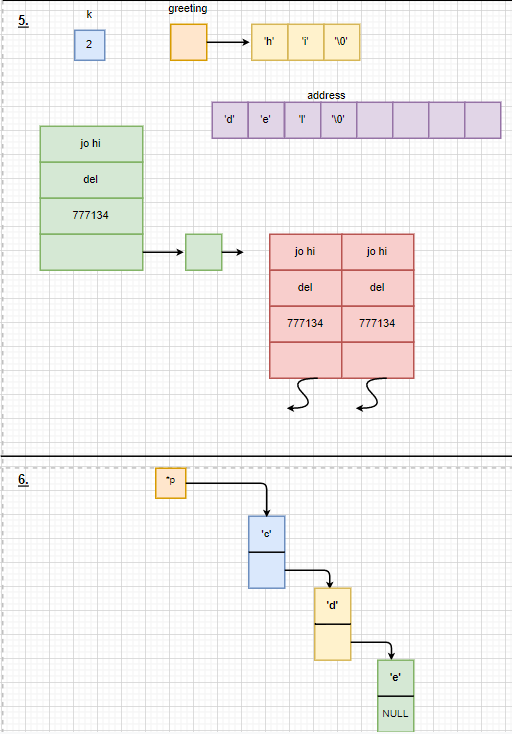 5.
k
greeting
2
'h' 'i' '\0'
address
'd' 'e' 'l' '\0'
jo hi
del
777134
jo hi jo hi
del del
777134 777134
6.
*p
'c'
'd'
'e'
NULL